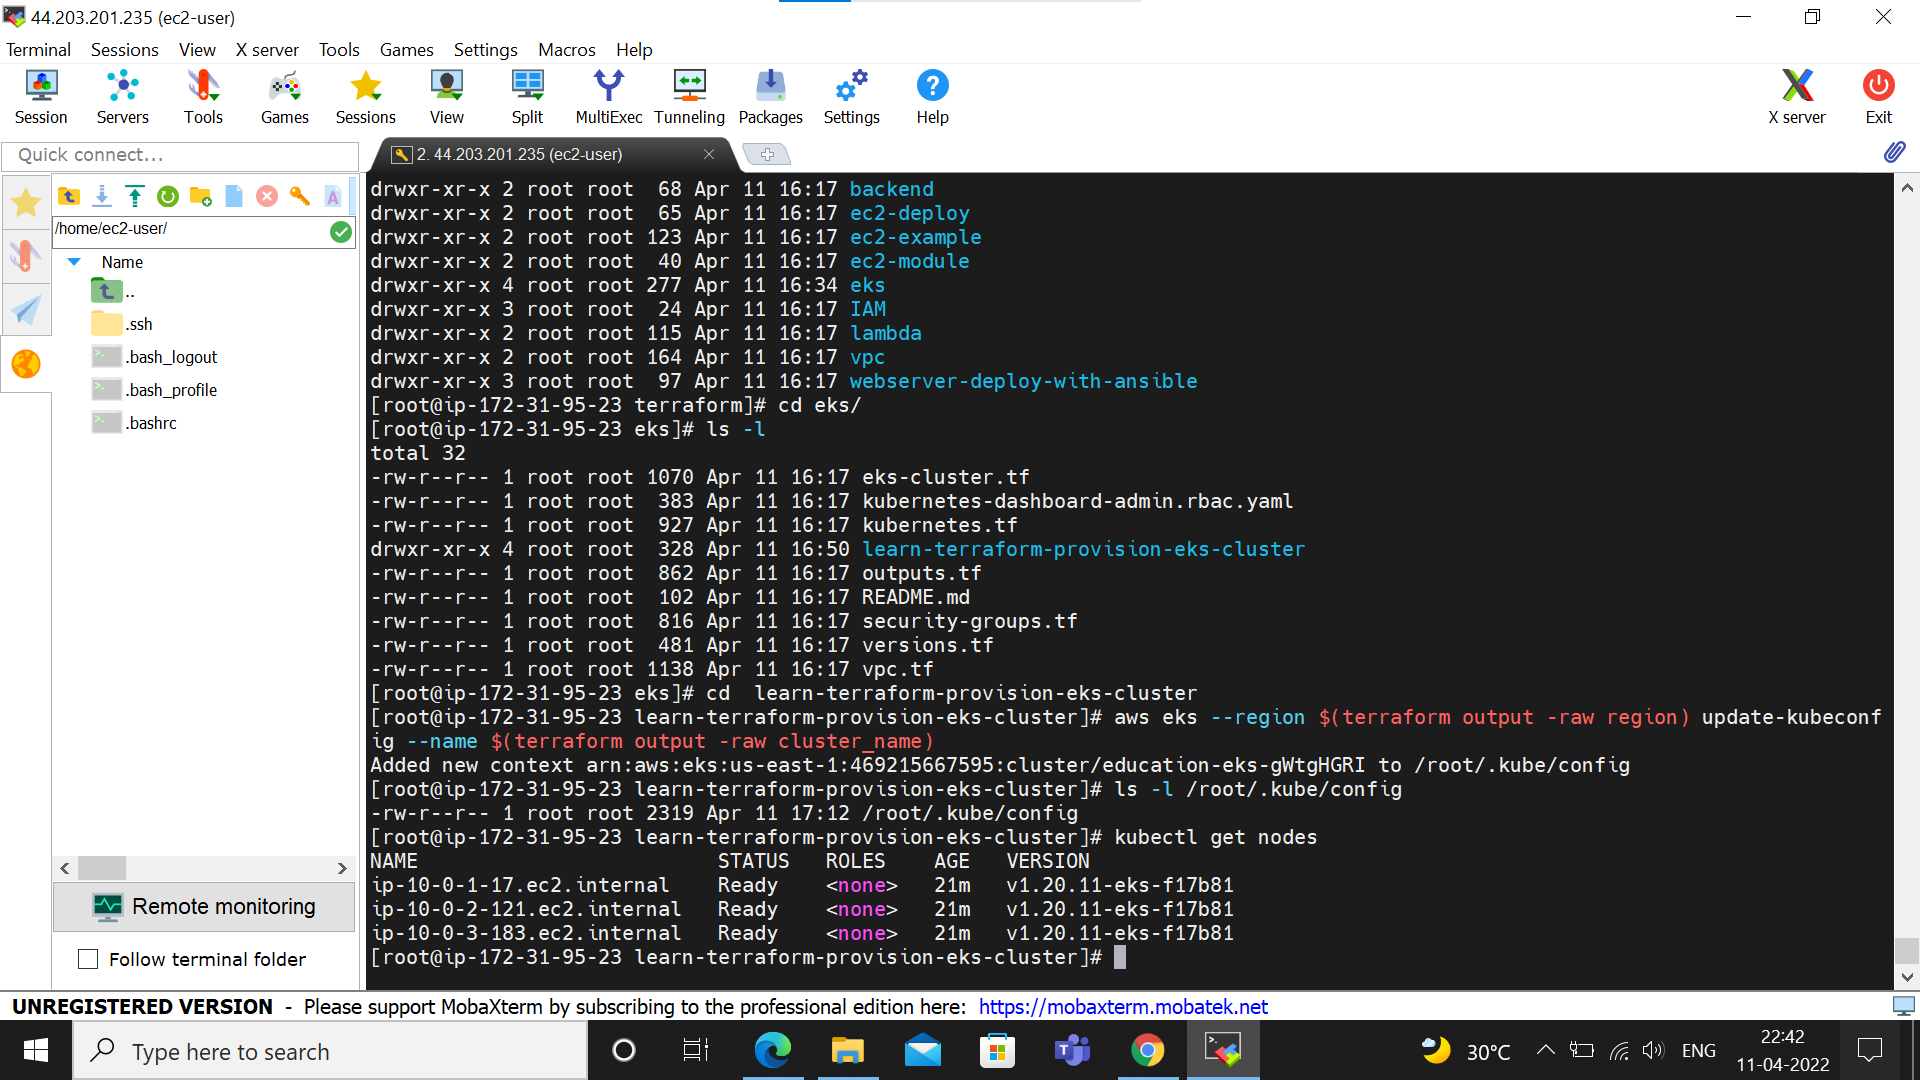 44.203.201.235 (ec2-user)
Terminal Sessions View X server Tools Games Settings Macros Help
Session Servers Tools Games Sessions View Split MultiExec Tunneling Packages Settings Help X server Exit
Quick connect...
2. 44.203.201.235 (ec2-user)
/home/ec2-user/
Name
..
.ssh
.bash_logout
.bash_profile
.bashrc
Remote monitoring
Follow terminal folder
drwxr-xr-x 2 root root   68 Apr 11 16:17 backend
drwxr-xr-x 2 root root   65 Apr 11 16:17 ec2-deploy
drwxr-xr-x 2 root root  123 Apr 11 16:17 ec2-example
drwxr-xr-x 2 root root   40 Apr 11 16:17 ec2-module
drwxr-xr-x 4 root root  277 Apr 11 16:34 eks
drwxr-xr-x 3 root root   24 Apr 11 16:17 IAM
drwxr-xr-x 2 root root  115 Apr 11 16:17 lambda
drwxr-xr-x 2 root root  164 Apr 11 16:17 vpc
drwxr-xr-x 3 root root   97 Apr 11 16:17 webserver-deploy-with-ansible
[root@ip-172-31-95-23 terraform]# cd eks/
[root@ip-172-31-95-23 eks]# ls -l
total 32
-rw-r--r-- 1 root root 1070 Apr 11 16:17 eks-cluster.tf
-rw-r--r-- 1 root root  383 Apr 11 16:17 kubernetes-dashboard-admin.rbac.yaml
-rw-r--r-- 1 root root  927 Apr 11 16:17 kubernetes.tf
drwxr-xr-x 4 root root  328 Apr 11 16:50 learn-terraform-provision-eks-cluster
-rw-r--r-- 1 root root  862 Apr 11 16:17 outputs.tf
-rw-r--r-- 1 root root  102 Apr 11 16:17 README.md
-rw-r--r-- 1 root root  816 Apr 11 16:17 security-groups.tf
-rw-r--r-- 1 root root  481 Apr 11 16:17 versions.tf
-rw-r--r-- 1 root root 1138 Apr 11 16:17 vpc.tf
[root@ip-172-31-95-23 eks]# cd  learn-terraform-provision-eks-cluster
[root@ip-172-31-95-23 learn-terraform-provision-eks-cluster]# aws eks --region $(terraform output -raw region) update-kubeconf
ig --name $(terraform output -raw cluster_name)
Added new context arn:aws:eks:us-east-1:469215667595:cluster/education-eks-gWtgHGRI to /root/.kube/config
[root@ip-172-31-95-23 learn-terraform-provision-eks-cluster]# ls -l /root/.kube/config
-rw-r--r-- 1 root root 2319 Apr 11 17:12 /root/.kube/config
[root@ip-172-31-95-23 learn-terraform-provision-eks-cluster]# kubectl get nodes
NAME                         STATUS   ROLES    AGE   VERSION
ip-10-0-1-17.ec2.internal    Ready    <none>   21m   v1.20.11-eks-f17b81
ip-10-0-2-121.ec2.internal   Ready    <none>   21m   v1.20.11-eks-f17b81
ip-10-0-3-183.ec2.internal   Ready    <none>   21m   v1.20.11-eks-f17b81
[root@ip-172-31-95-23 learn-terraform-provision-eks-cluster]#
UNREGISTERED VERSION - Please support MobaXterm by subscribing to the professional edition here: https://mobaxterm.mobatek.net
Type here to search
30°C
ENG
22:42
11-04-2022